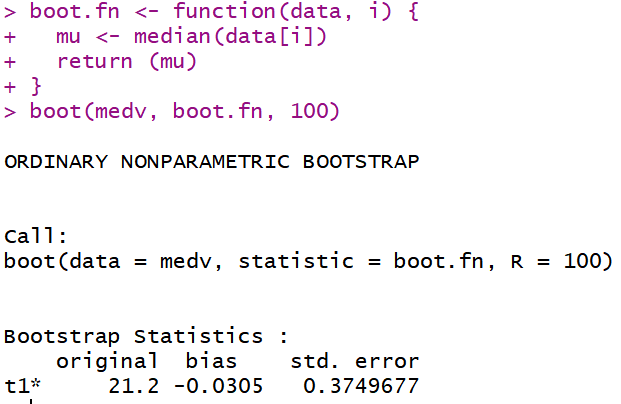 > boot.fn <- function(data, i) {
+   mu <- median(data[i])
+   return (mu)
+ }
> boot(medv, boot.fn, 100)
ORDINARY NONPARAMETRIC BOOTSTRAP
Call:
boot(data = medv, statistic = boot.fn, R = 100)
Bootstrap Statistics :
    original  bias    std. error
t1*     21.2 -0.0305   0.3749677